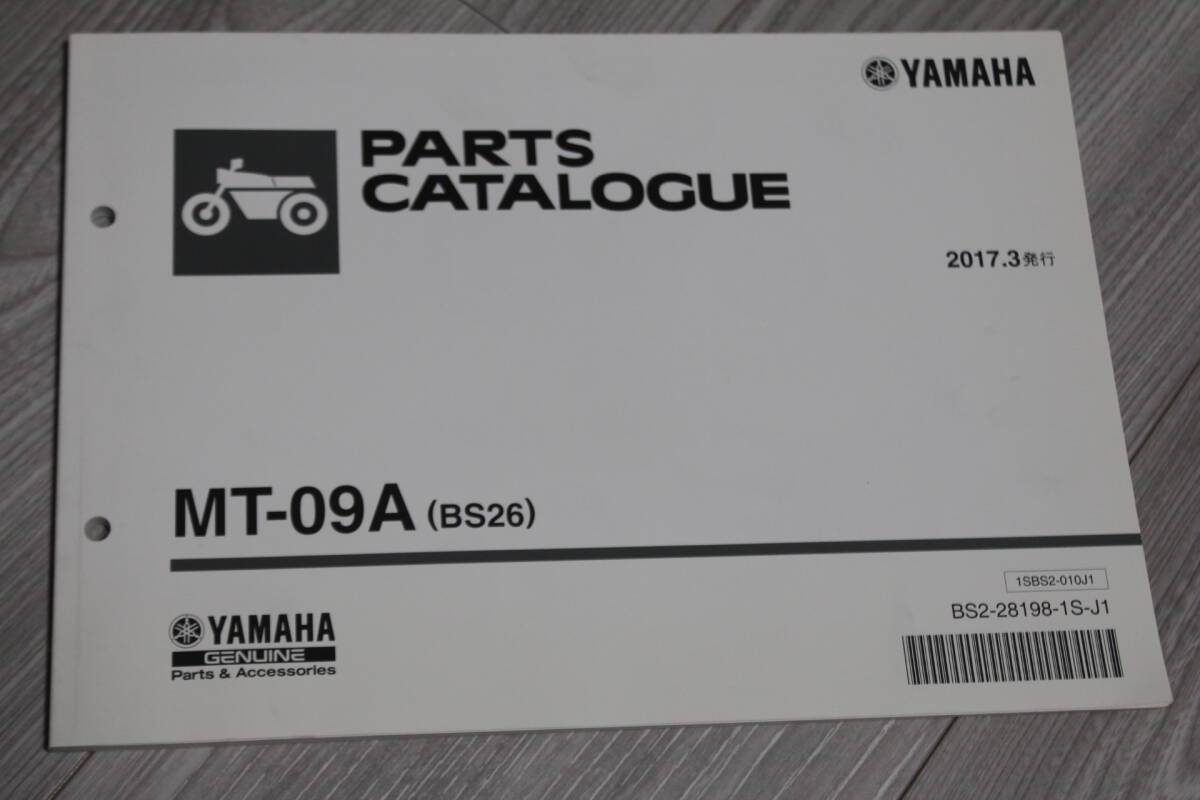 YAMAHA
PARTS
CATALOGUE
2017.3発行
MT-09A (BS26)
1SBS2-010J1
BS2-28198-1S-J1
YAMAHA
GENUINE
Parts & Accessories